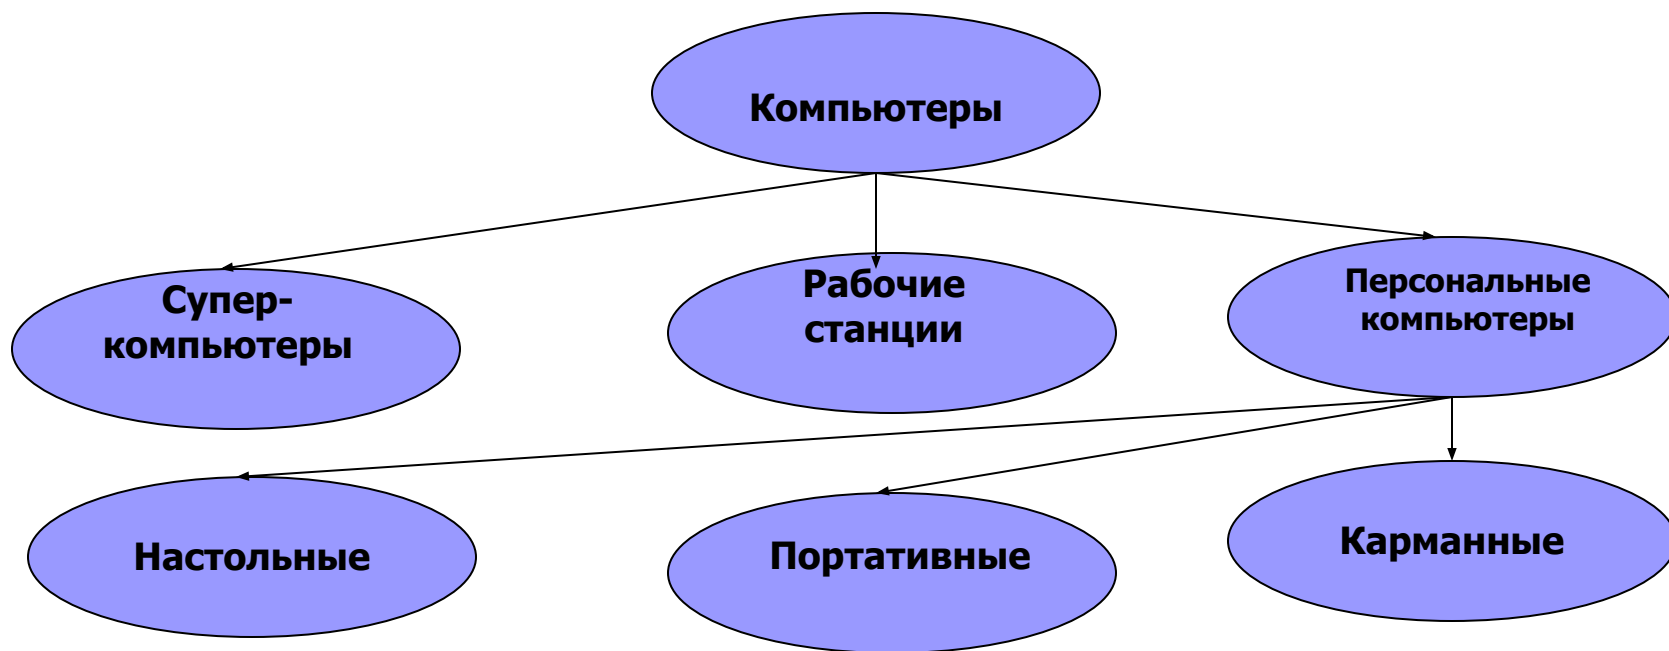 Компьютеры
Супер-
компьютеры
Рабочие
станции
Персональные
компьютеры
Настольные
Портативные
Карманные